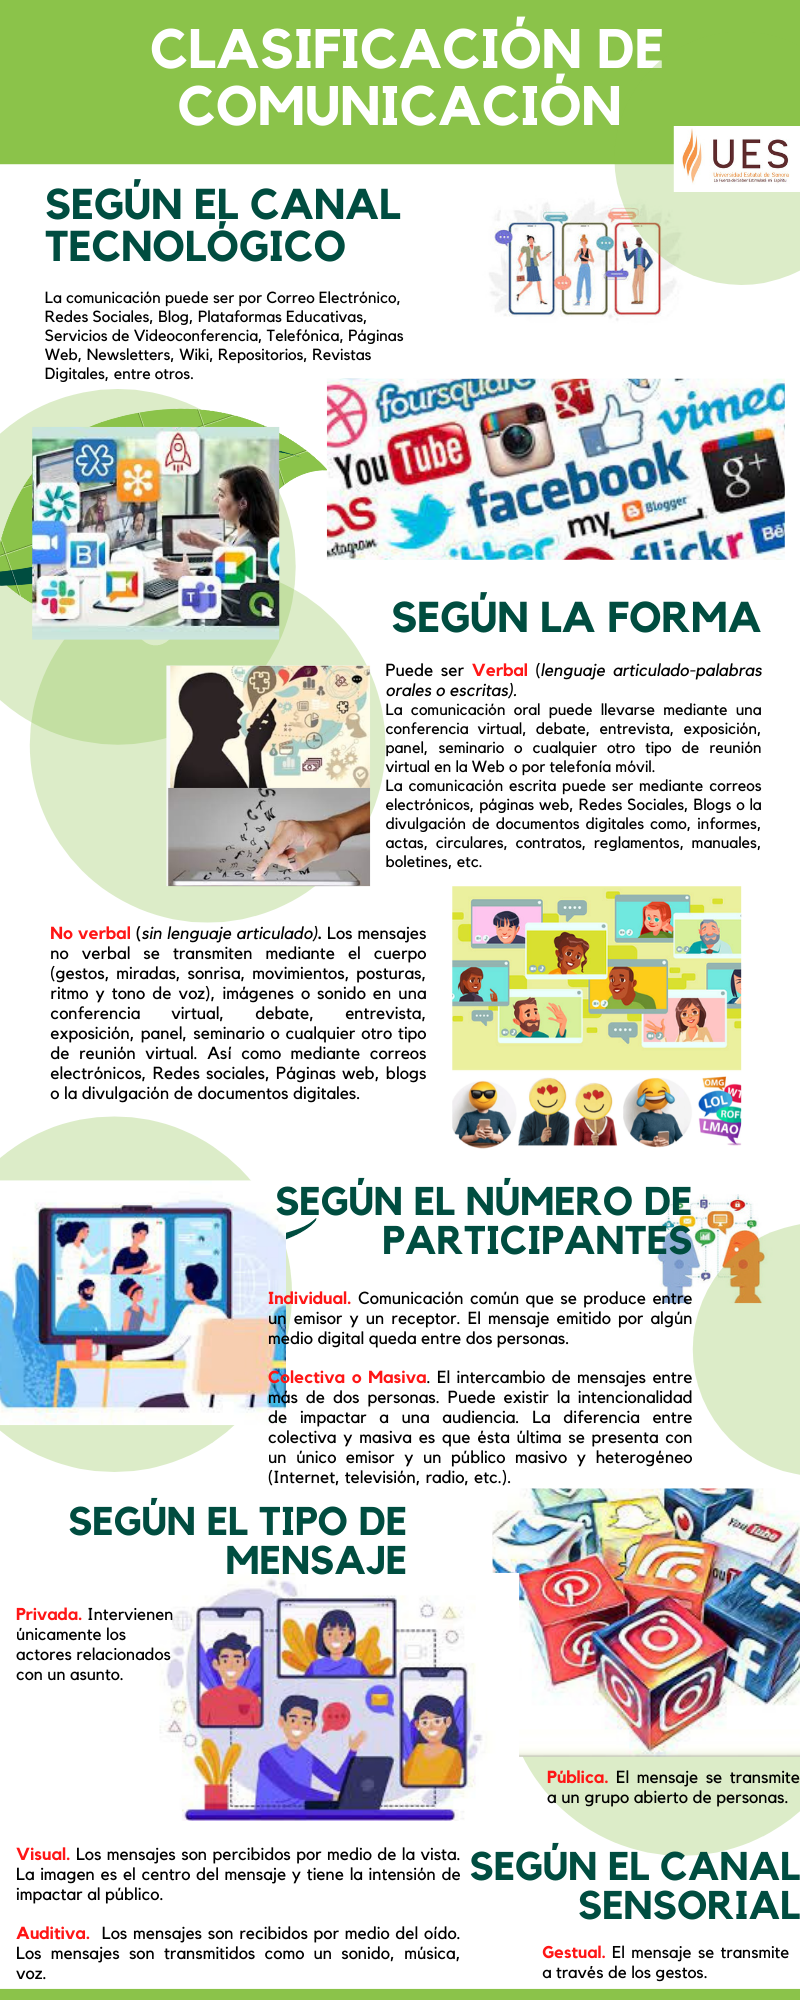 CLASIFICACIÓN DE
COMUNICACIÓN
UES
Universidad Estatal de Sonora
SEGÚN EL CANAL
TECNOLÓGICO
La comunicación puede ser por Correo Electrónico,
Redes Sociales, Blog, Plataformas Educativas,
Servicios de Videoconferencia, Telefónica, Páginas
Web, Newsletters, Wiki, Repositorios, Revistas
Digitales, entre otros.
foursquare
g+
vimeo
YouTube
facebook
g+
Blogger
my
Bē
flickr
B
SEGÚN LA FORMA
Puede ser Verbal (lenguaje articulado-palabras
orales o escritas).
La comunicación oral puede llevarse mediante una
conferencia virtual, debate, entrevista, exposición,
panel, seminario o cualquier otro tipo de reunión
virtual en la Web o por telefonía móvil.
La comunicación escrita puede ser mediante correos
electrónicos, páginas web, Redes Sociales, Blogs o la
divulgación de documentos digitales como, informes,
actas, circulares, contratos, reglamentos, manuales,
boletines, etc.
No verbal (sin lenguaje articulado). Los mensajes
no verbal se transmiten mediante el cuerpo
(gestos, miradas, sonrisa, movimientos, posturas,
ritmo y tono de voz), imágenes o sonido en una
conferencia virtual, debate, entrevista,
exposición, panel, seminario o cualquier otro tipo
de reunión virtual. Así como mediante correos
electrónicos, Redes sociales, Páginas web, blogs
o la divulgación de documentos digitales.
OMG
LOL
ROFL
LMAO
SEGÚN EL NÚMERO DE
PARTICIPANTES
Individual. Comunicación común que se produce entre
un emisor y un receptor. El mensaje emitido por algún
medio digital queda entre dos personas.
Colectiva o Masiva. El intercambio de mensajes entre
más de dos personas. Puede existir la intencionalidad
de impactar a una audiencia. La diferencia entre
colectiva y masiva es que ésta última se presenta con
un único emisor y un público masivo y heterogéneo
(Internet, televisión, radio, etc.).
SEGÚN EL TIPO DE
MENSAJE
Privada. Intervienen
únicamente los
actores relacionados
con un asunto.
YouTube
Pública. El mensaje se transmite
a un grupo abierto de personas.
Visual. Los mensajes son percibidos por medio de la vista.
La imagen es el centro del mensaje y tiene la intensión de
impactar al público.
Auditiva. Los mensajes son recibidos por medio del oído.
Los mensajes son transmitidos como un sonido, música,
voz.
SEGÚN EL CANAL
SENSORIAL
Gestual. El mensaje se transmite
a través de los gestos.